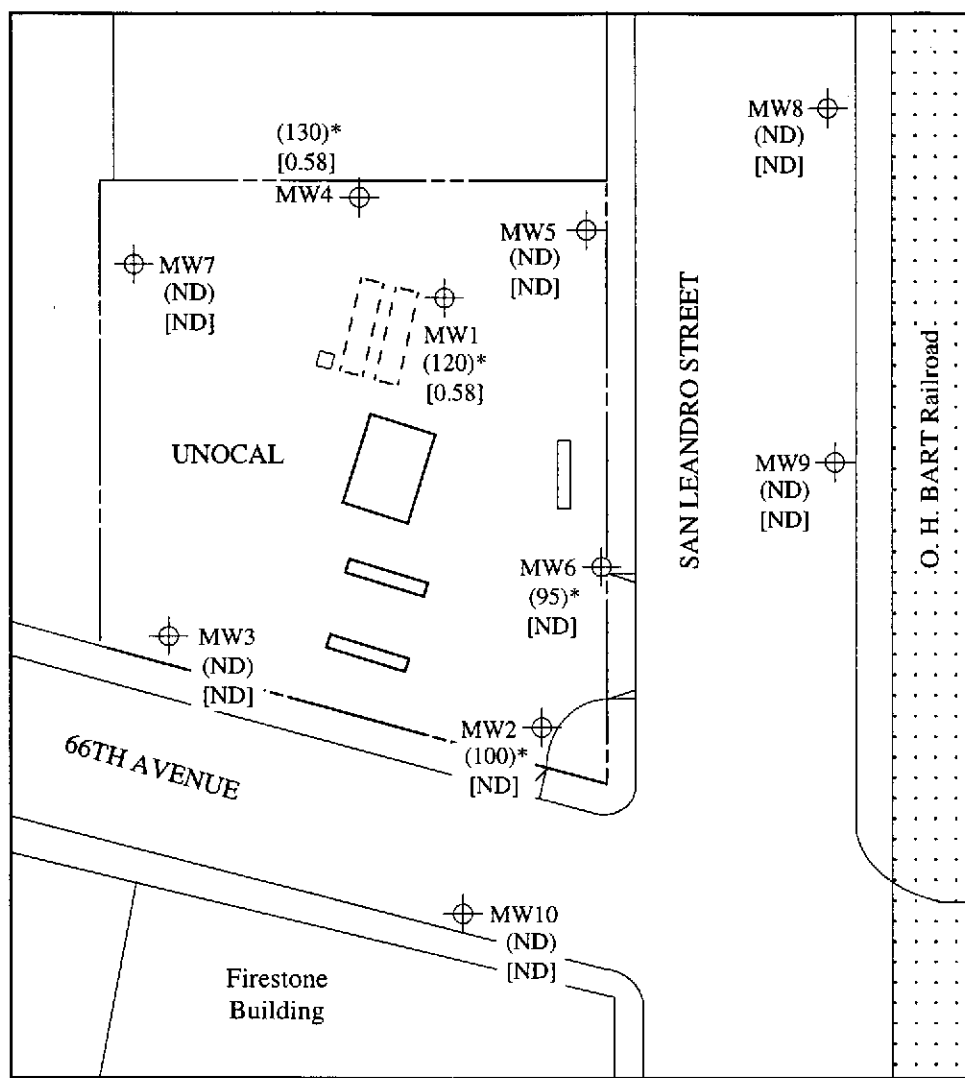 MW8
(ND)
[ND]
(130)*
[0.58]
MW4
MW5
(ND)
[ND]
MW7
(ND)
[ND]
MW1
(120)*
[0.58]
UNOCAL
SAN LEANDRO STREET
O. H. BART Railroad
MW9
(ND)
[ND]
MW6
(95)*
[ND]
MW3
(ND)
[ND]
MW2
(100)*
[ND]
66TH AVENUE
MW10
(ND)
[ND]
Firestone
Building